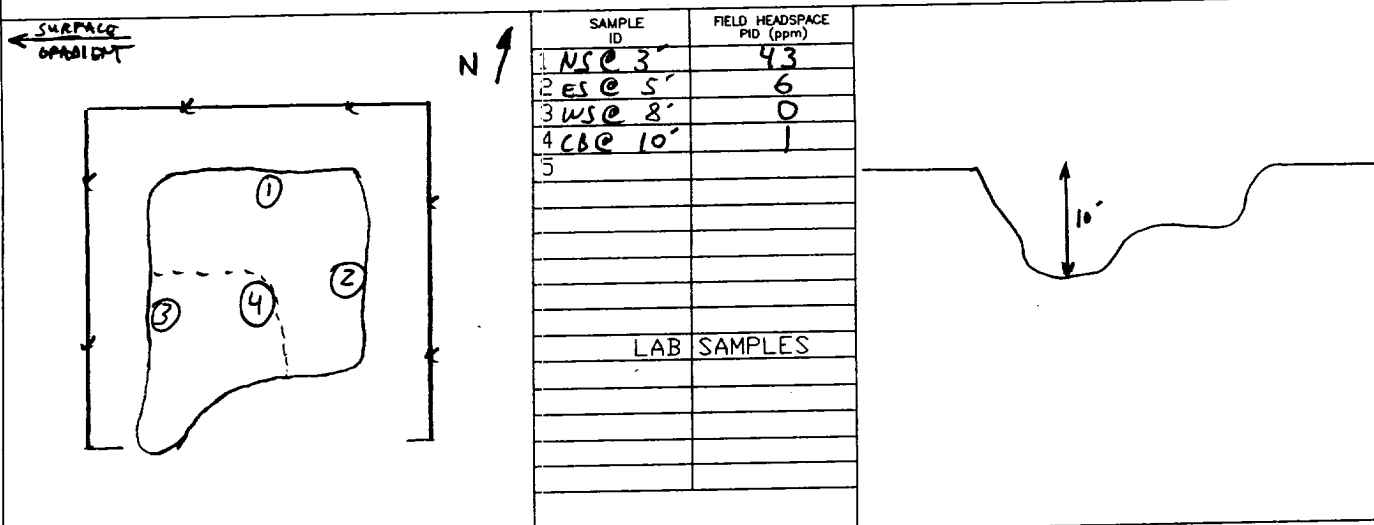 SURFACE
GRADIENT
N
1
2
3
4
SAMPLE ID FIELD HEADSPACE PID (ppm)
1 NS @ 3' 43
2 ES @ 5' 6
3 WS @ 8' 0
4 CB @ 10' 1
5
LAB SAMPLES
10'